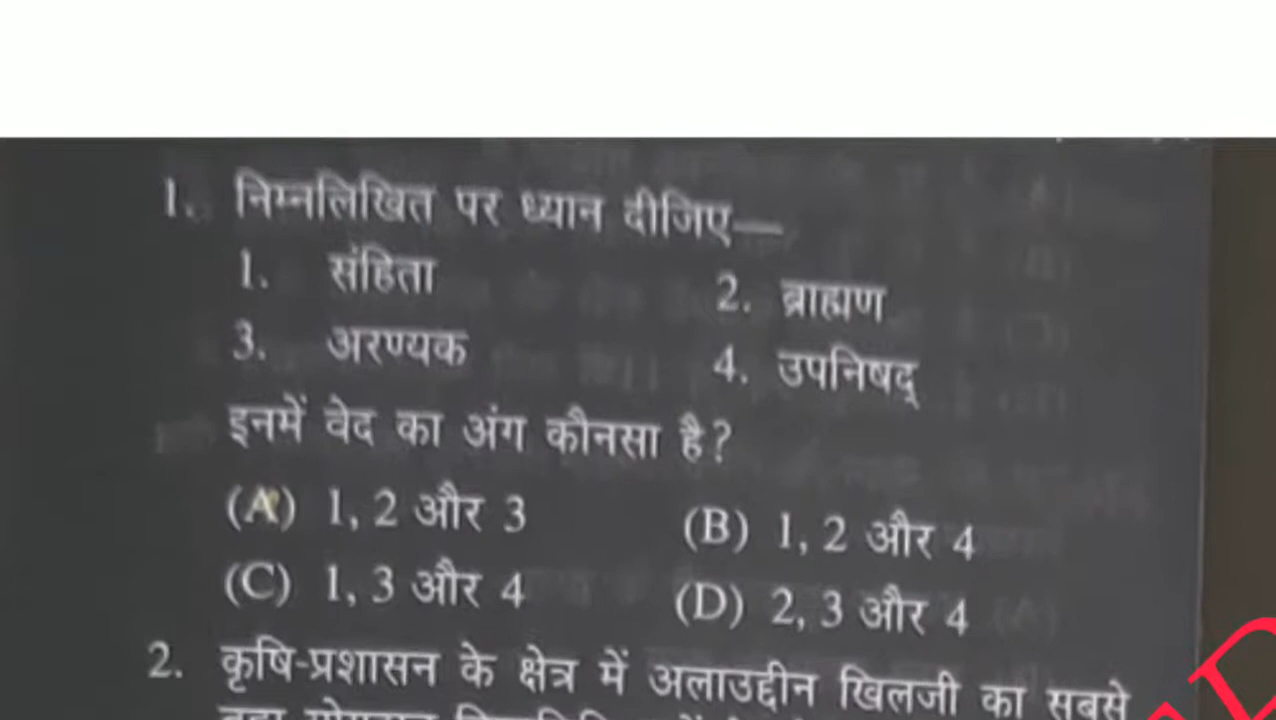 1. निम्नलिखित पर ध्यान दीजिए—
1. संहिता 2. ब्राह्मण
3. अरण्यक 4. उपनिषद्
इनमें वेद का अंग कौनसा है?
(A) 1, 2 और 3 (B) 1, 2 और 4
(C) 1, 3 और 4 (D) 2, 3 और 4
2. कृषि-प्रशासन के क्षेत्र में अलाउद्दीन खिलजी का सबसे